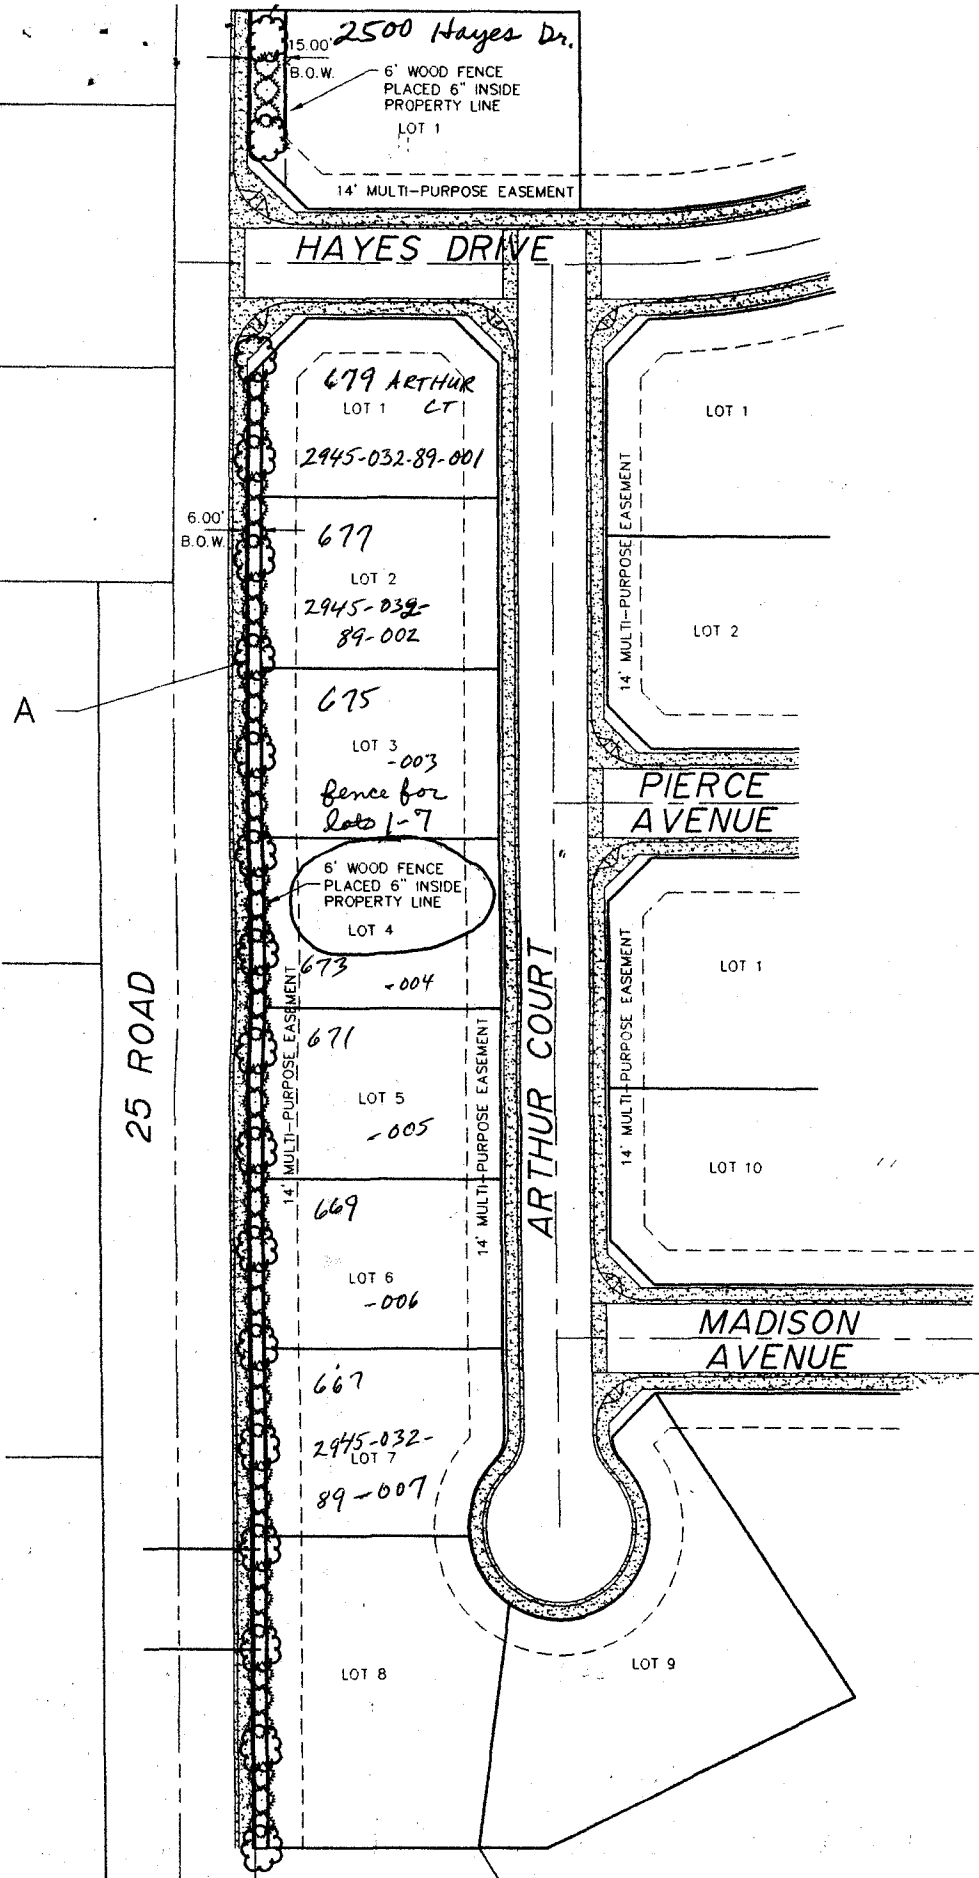 2500 Hayes Dr.
15.00'
B.O.W.
6' WOOD FENCE
PLACED 6" INSIDE
PROPERTY LINE
LOT 1
14' MULTI-PURPOSE EASEMENT
HAYES DRIVE
679 ARTHUR
LOT 1 CT
2945-032-89-001
LOT 1
14' MULTI-PURPOSE EASEMENT
6.00'
B.O.W.
677
LOT 2
2945-032-
89-002
LOT 2
A
675
LOT 3
-003
fence for
lots 1-7
PIERCE
AVENUE
6' WOOD FENCE
PLACED 6" INSIDE
PROPERTY LINE
LOT 4
673
-004
14' MULTI-PURPOSE EASEMENT
25 ROAD
ARTHUR COURT
14' MULTI-PURPOSE EASEMENT
LOT 1
671
LOT 5
-005
14' MULTI-PURPOSE EASEMENT
LOT 10
669
LOT 6
-006
MADISON
AVENUE
667
2945-032-
LOT 7
89-007
LOT 8
LOT 9